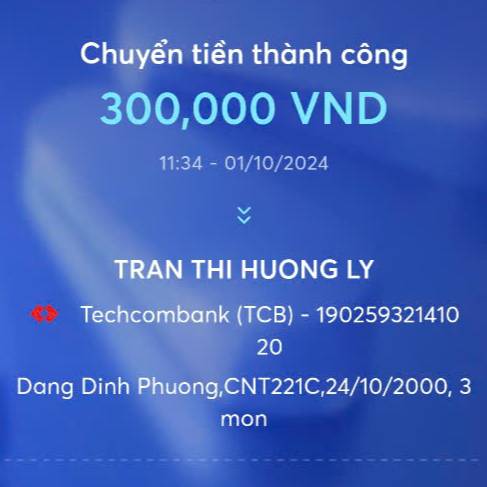 Chuyển tiền thành công
300,000 VND
11:34 - 01/10/2024
TRAN THI HUONG LY
Techcombank (TCB) - 190259321410
20
Dang Dinh Phuong,CNT221C,24/10/2000, 3
mon